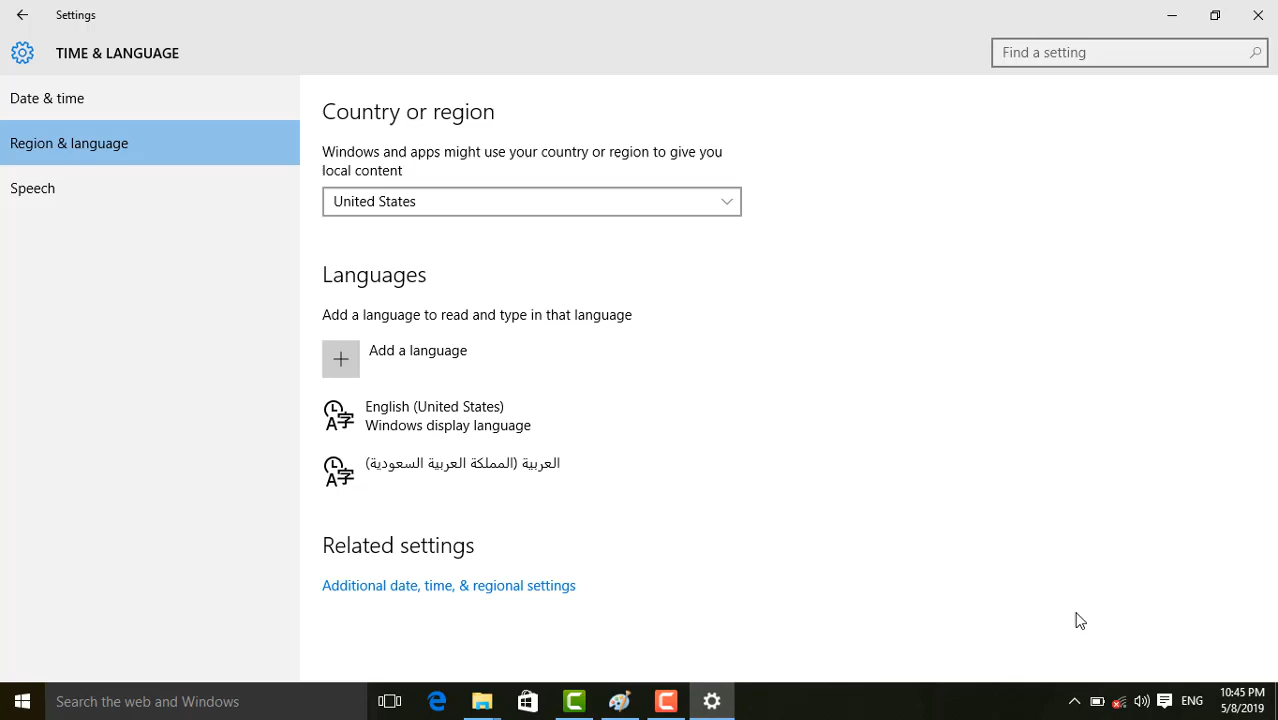 Settings
TIME & LANGUAGE
Find a setting
Date & time
Region & language
Speech
Country or region
Windows and apps might use your country or region to give you
local content
United States
Languages
Add a language to read and type in that language
Add a language
English (United States)
Windows display language
العربية (المملكة العربية السعودية)
Related settings
Additional date, time, & regional settings
Search the web and Windows
ENG
10:45 PM
5/8/2019